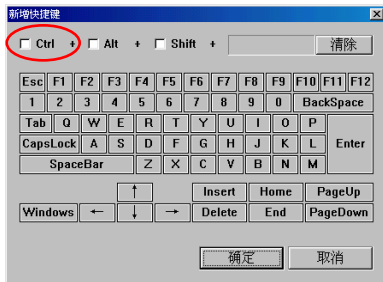 新增快捷键
Ctrl + Alt + Shift + 清除
Esc F1 F2 F3 F4 F5 F6 F7 F8 F9 F10 F11 F12
1 2 3 4 5 6 7 8 9 0 BackSpace
Tab Q W E R T Y U I O P
CapsLock A S D F G H J K L Enter
SpaceBar Z X C V B N M
↑ Insert Home PageUp
Windows ← ↓ → Delete End PageDown
确定 取消